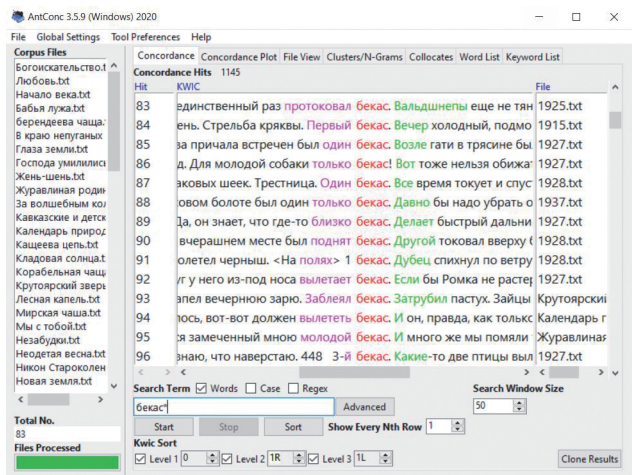 AntConc 3.5.9 (Windows) 2020
File Global Settings Tool Preferences Help
Corpus Files
Богоискательство.t
Любовь.txt
Начало века.txt
Бабья лужа.txt
берендеева чаща.
В краю непуганых
Глаза земли.txt
Господа умилилис
Жень-шень.txt
Журавлиная родин
За волшебным кол
Кавказские и детск
Календарь природ
Кащеева цепь.txt
Кладовая солнца.t
Корабельная чащ
Крутоярский зверь
Лесная капель.txt
Мирская чаша.txt
Мы с тобой.txt
Незабудки.txt
Неодетая весна.txt
Никон Староколен
Новая земля.txt
Total No.
83
Files Processed
Concordance Concordance Plot File View Clusters/N-Grams Collocates Word List Keyword List
Concordance Hits 1145
Hit KWIC File
83 единственный раз протоковал бекас. Вальдшнепы еще не тян 1925.txt
84 ень. Стрельба кряквы. Первый бекас. Вечер холодный, подмо 1915.txt
85 ва причала встречен был один бекас. Возле гати в трясине бы 1927.txt
86 д. Для молодой собаки только бекас! Вот тоже нельзя обижа 1927.txt
87 аковых шеек. Трестница. Один бекас. Все время токует и спус 1928.txt
88 овом болоте был один только бекас. Давно бы надо убрать о 1937.txt
89 Да, он знает, что где-то близко бекас. Делает быстрый дальни 1927.txt
90 вчерашнем месте был поднят бекас. Другой токовал вверху 1928.txt
91 олетел черныш. <На полях> 1 бекас. Дубец спихнул по ветру 1928.txt
92 уг у него из-под носа вылетает бекас. Если бы Ромка не растер 1927.txt
93 апел вечернюю зарю. Заблеял бекас. Затрубил пастух. Зайцы Крутоярский
94 лось, вот-вот должен вылететь бекас. И он, правда, как только Календарь г
95 я замеченный мною молодой бекас. И много же мы помяли Журавлиная
96 знаю, что наверстаю. 448 3-й бекас. Какие-то две птицы выл 1927.txt
Search Term Words Case Regex Search Window Size
бекас* Advanced 50
Start Stop Sort Show Every Nth Row 1
Kwic Sort
Level 1 0 Level 2 1R Level 3 1L Clone Results